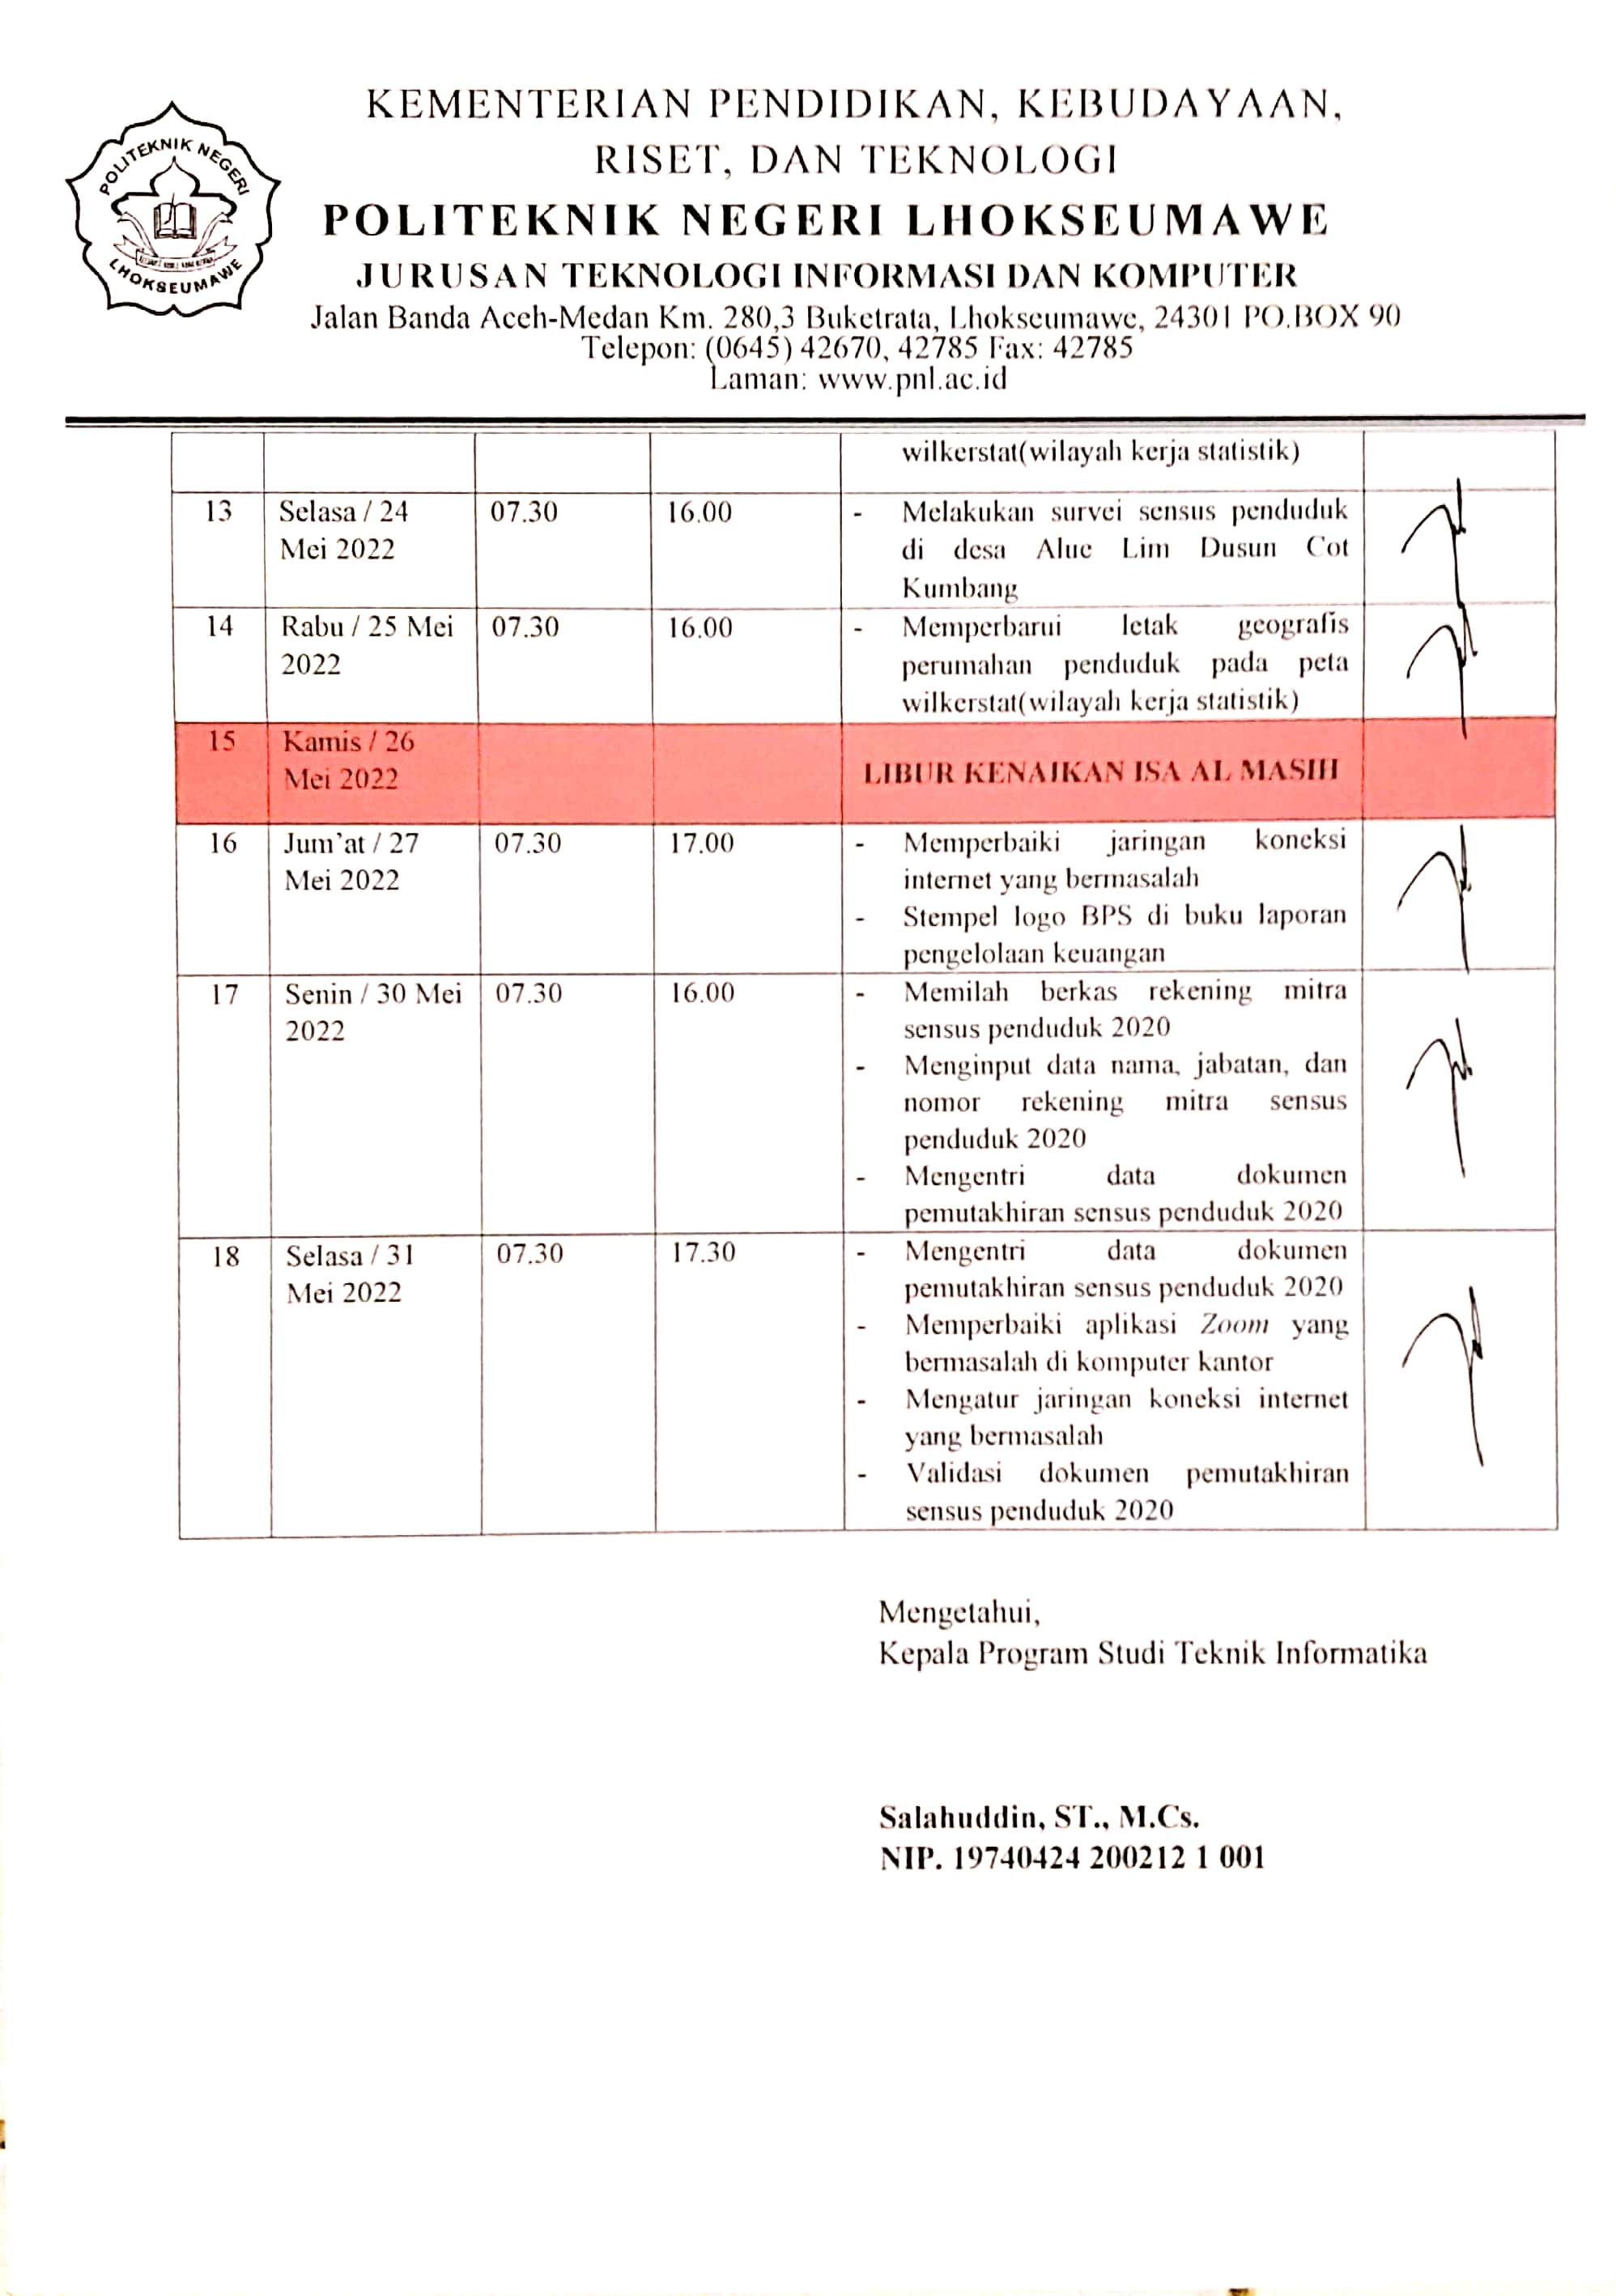 POLITEKNIK NEGERI
LHOKSEUMAWE
KEMENTERIAN PENDIDIKAN, KEBUDAYAAN,
RISET, DAN TEKNOLOGI
POLITEKNIK NEGERI LHOKSEUMAWE
JURUSAN TEKNOLOGI INFORMASI DAN KOMPUTER
Jalan Banda Aceh-Medan Km. 280,3 Buketrata, Lhokseumawe, 24301 PO.BOX 90
Telepon: (0645) 42670, 42785 Fax: 42785
Laman: www.pnl.ac.id
wilkerstat(wilayah kerja statistik)
13 Selasa / 24 07.30 16.00 - Melakukan survei sensus penduduk
Mei 2022 di desa Alue Lim Dusun Cot
Kumbang
14 Rabu / 25 Mei 07.30 16.00 - Memperbarui letak geografis
2022 perumahan penduduk pada peta
wilkerstat(wilayah kerja statistik)
15 Kamis / 26
Mei 2022 LIBUR KENAIKAN ISA AL MASIH
16 Jum'at / 27 07.30 17.00 - Memperbaiki jaringan koneksi
Mei 2022 internet yang bermasalah
- Stempel logo BPS di buku laporan
pengelolaan keuangan
17 Senin / 30 Mei 07.30 16.00 - Memilah berkas rekening mitra
2022 sensus penduduk 2020
- Menginput data nama, jabatan, dan
nomor rekening mitra sensus
penduduk 2020
- Mengentri data dokumen
pemutakhiran sensus penduduk 2020
18 Selasa / 31 07.30 17.30 - Mengentri data dokumen
Mei 2022 pemutakhiran sensus penduduk 2020
- Memperbaiki aplikasi Zoom yang
bermasalah di komputer kantor
- Mengatur jaringan koneksi internet
yang bermasalah
- Validasi dokumen pemutakhiran
sensus penduduk 2020
Mengetahui,
Kepala Program Studi Teknik Informatika
Salahuddin, ST., M.Cs.
NIP. 19740424 200212 1 001